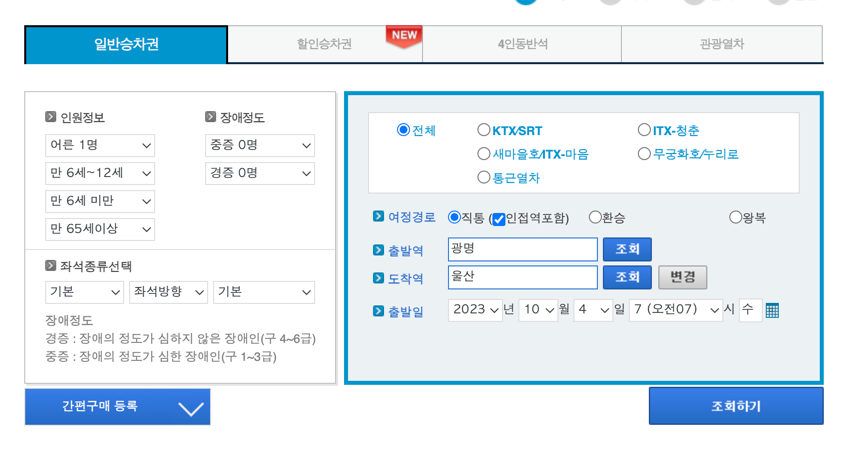 일반승차권
할인승차권
NEW
4인동반석
관광열차
인원정보
장애정도
어른 1명
중증 0명
만 6세~12세
경증 0명
만 6세 미만
만 65세이상
좌석종류선택
기본
좌석방향
기본
장애정도
경증 : 장애의 정도가 심하지 않은 장애인(구 4~6급)
중증 : 장애의 정도가 심한 장애인(구 1~3급)
간편구매 등록
전체
KTX/SRT
ITX-청춘
새마을호/ITX-마음
무궁화호/누리로
통근열차
여정경로
직통 (인접역포함)
환승
왕복
출발역
광명
조회
도착역
울산
조회
변경
출발일
2023 년 10 월 4 일 7 (오전07) 시 수
조회하기